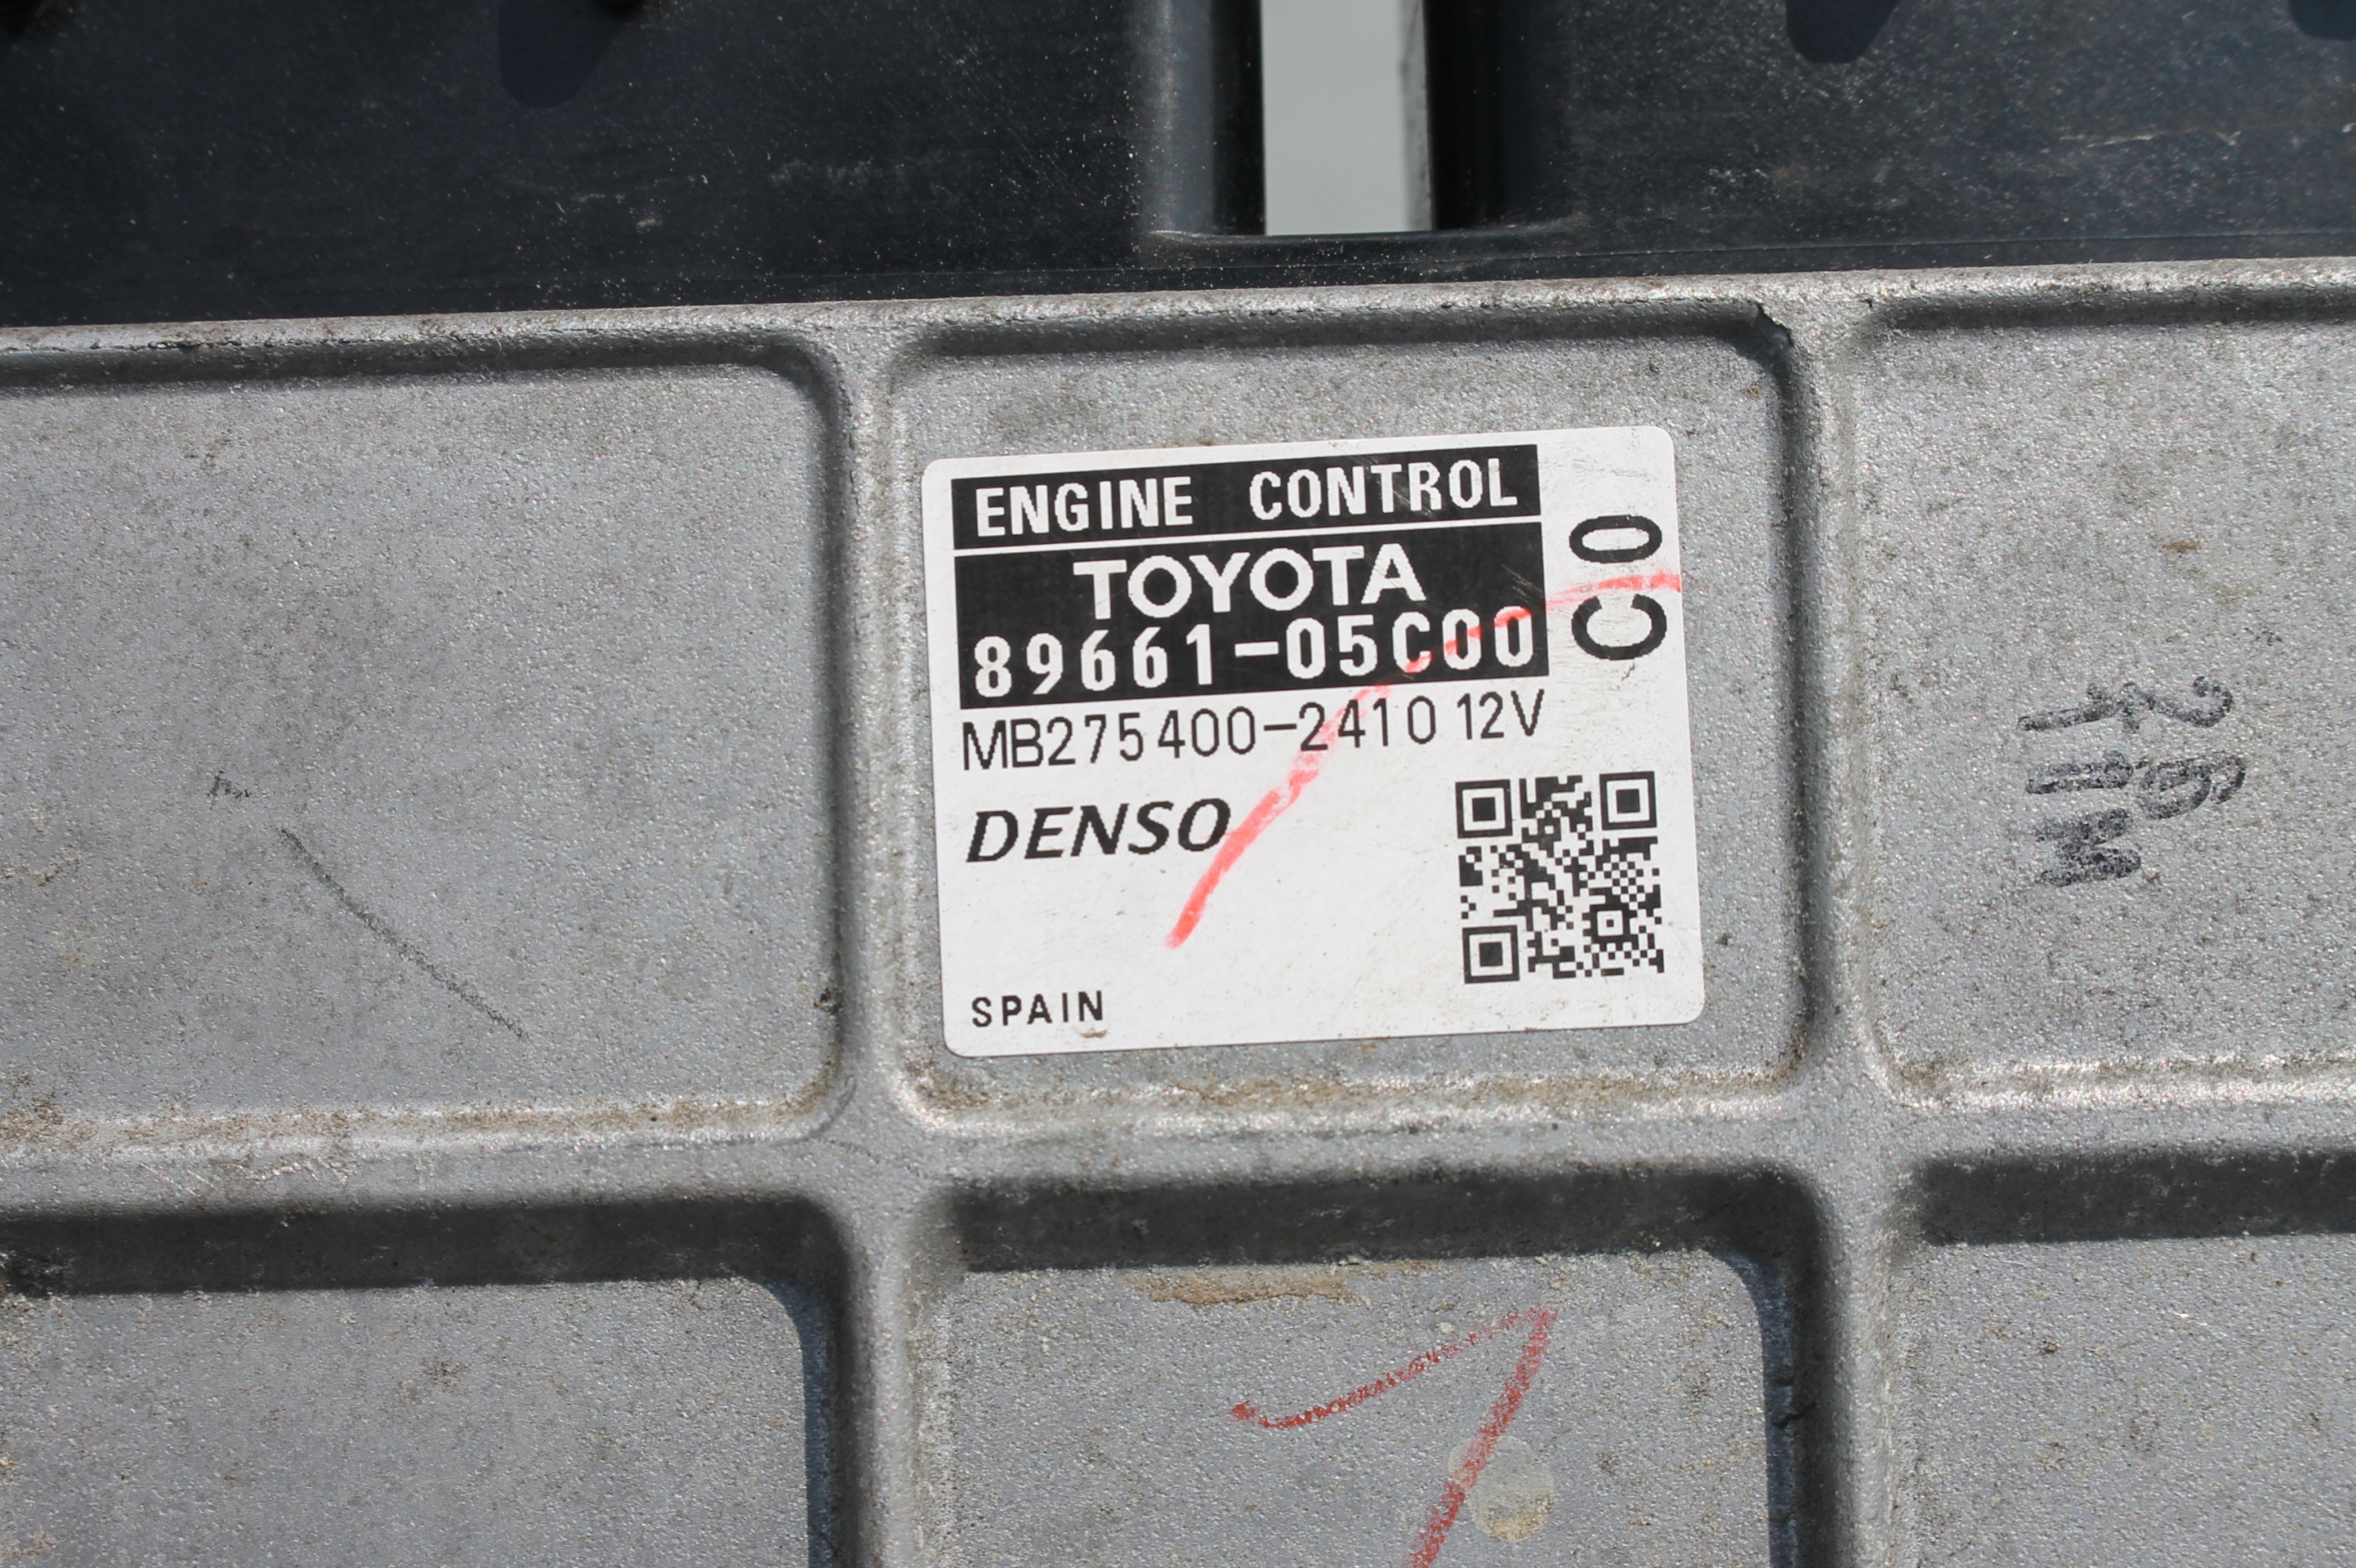 ENGINE CONTROL
TOYOTA
89661-05C00
C0
MB275400-2410 12V
DENSO
SPAIN